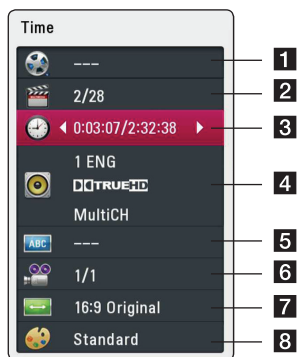 Time
--- 1
2/28 2
0:03:07/2:32:38 3
1 ENG
DOLBY TRUEHD 4
MultiCH
ABC --- 5
1/1 6
16:9 Original 7
Standard 8